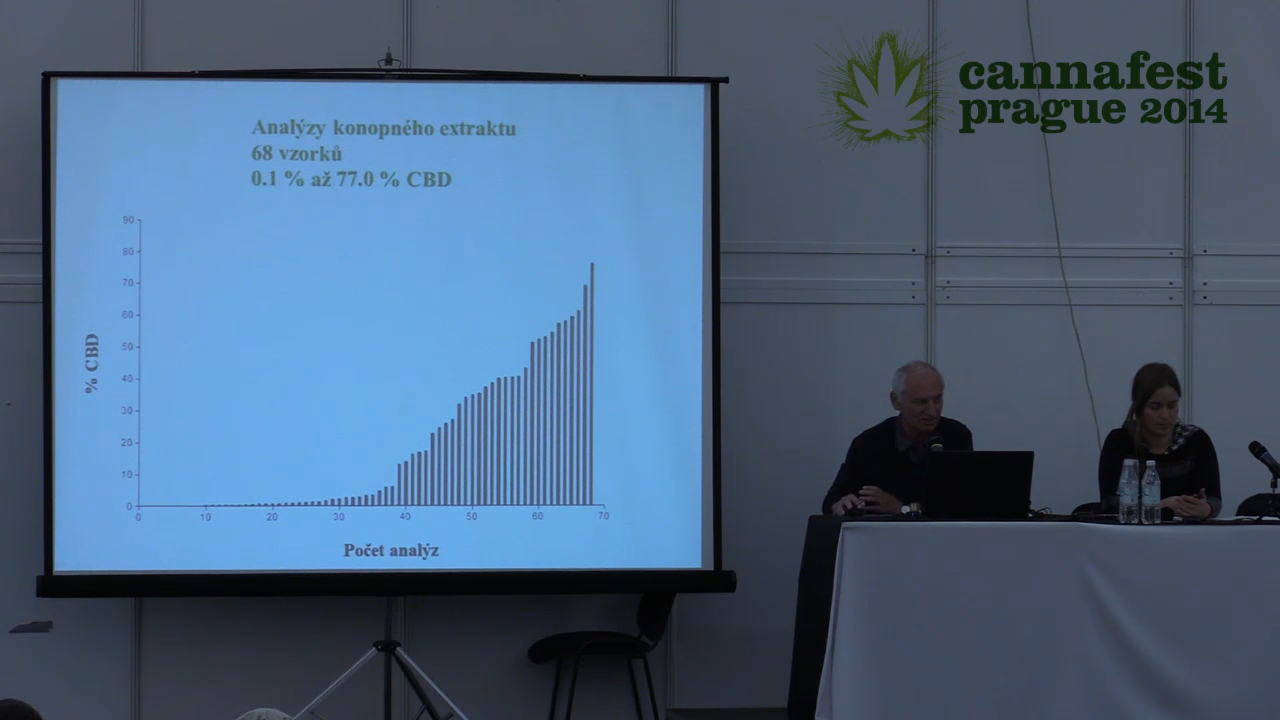 cannafest
prague 2014
Analýzy konopného extraktu
68 vzorků
0.1 % až 77.0 % CBD
% CBD
90
80
70
60
50
40
30
20
10
0
0 10 20 30 40 50 60 70
Počet analýz